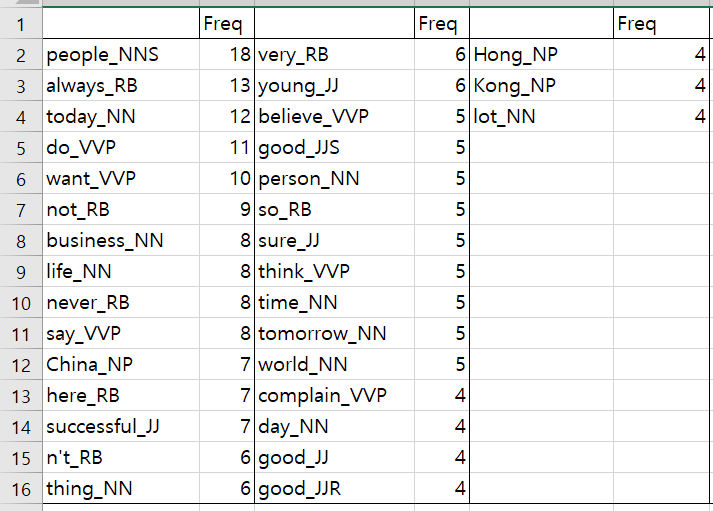 1 Freq Freq Freq
2 people_NNS 18 very_RB 6 Hong_NP 4
3 always_RB 13 young_JJ 6 Kong_NP 4
4 today_NN 12 believe_VVP 5 lot_NN 4
5 do_VVP 11 good_JJS 5
6 want_VVP 10 person_NN 5
7 not_RB 9 so_RB 5
8 business_NN 8 sure_JJ 5
9 life_NN 8 think_VVP 5
10 never_RB 8 time_NN 5
11 say_VVP 8 tomorrow_NN 5
12 China_NP 7 world_NN 5
13 here_RB 7 complain_VVP 4
14 successful_JJ 7 day_NN 4
15 n't_RB 6 good_JJ 4
16 thing_NN 6 good_JJR 4